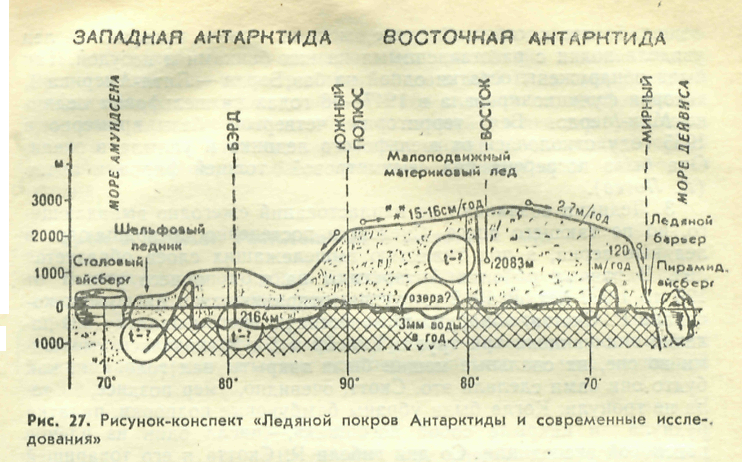 ЗАПАДНАЯ АНТАРКТИДА
ВОСТОЧНАЯ АНТАРКТИДА
МОРЕ АМУНДСЕНА
БЭРД
ЮЖНЫЙ
ПОЛЮС
ВОСТОК
МИРНЫЙ
МОРЕ ДЕЙВИСА
м
3000
2000
1000
0
1000
Малоподвижный
материковый лед
15-16см/год
2,7м/год
120
м/год
Шельфовый
ледник
Столовый
айсберг
Ледяной
барьер
Пирамид.
айсберг
t-?
2083м
озера?
2164м
t-?
t-?
3мм воды
в год
70°
80°
90°
80°
70°
Рис. 27. Рисунок-конспект «Ледяной покров Антарктиды и современные иссле-
дования»